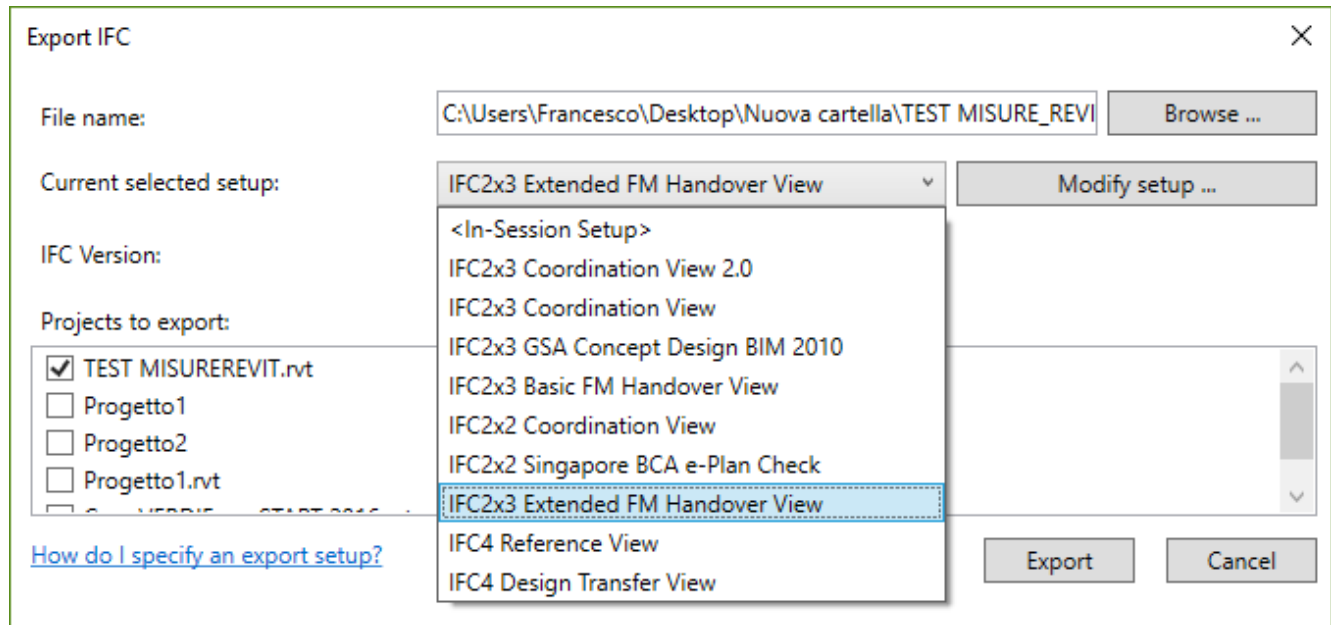 Export IFC
File name:
C:\Users\Francesco\Desktop\Nuova cartella\TEST MISURE_REVI
Browse ...
Current selected setup:
IFC2x3 Extended FM Handover View
Modify setup ...
<In-Session Setup>
IFC Version:
IFC2x3 Coordination View 2.0
IFC2x3 Coordination View
Projects to export:
IFC2x3 GSA Concept Design BIM 2010
TEST MISUREREVIT.rvt
IFC2x3 Basic FM Handover View
Progetto1
IFC2x2 Coordination View
Progetto2
IFC2x2 Singapore BCA e-Plan Check
Progetto1.rvt
IFC2x3 Extended FM Handover View
IFC4 Reference View
How do I specify an export setup?
Export
Cancel
IFC4 Design Transfer View